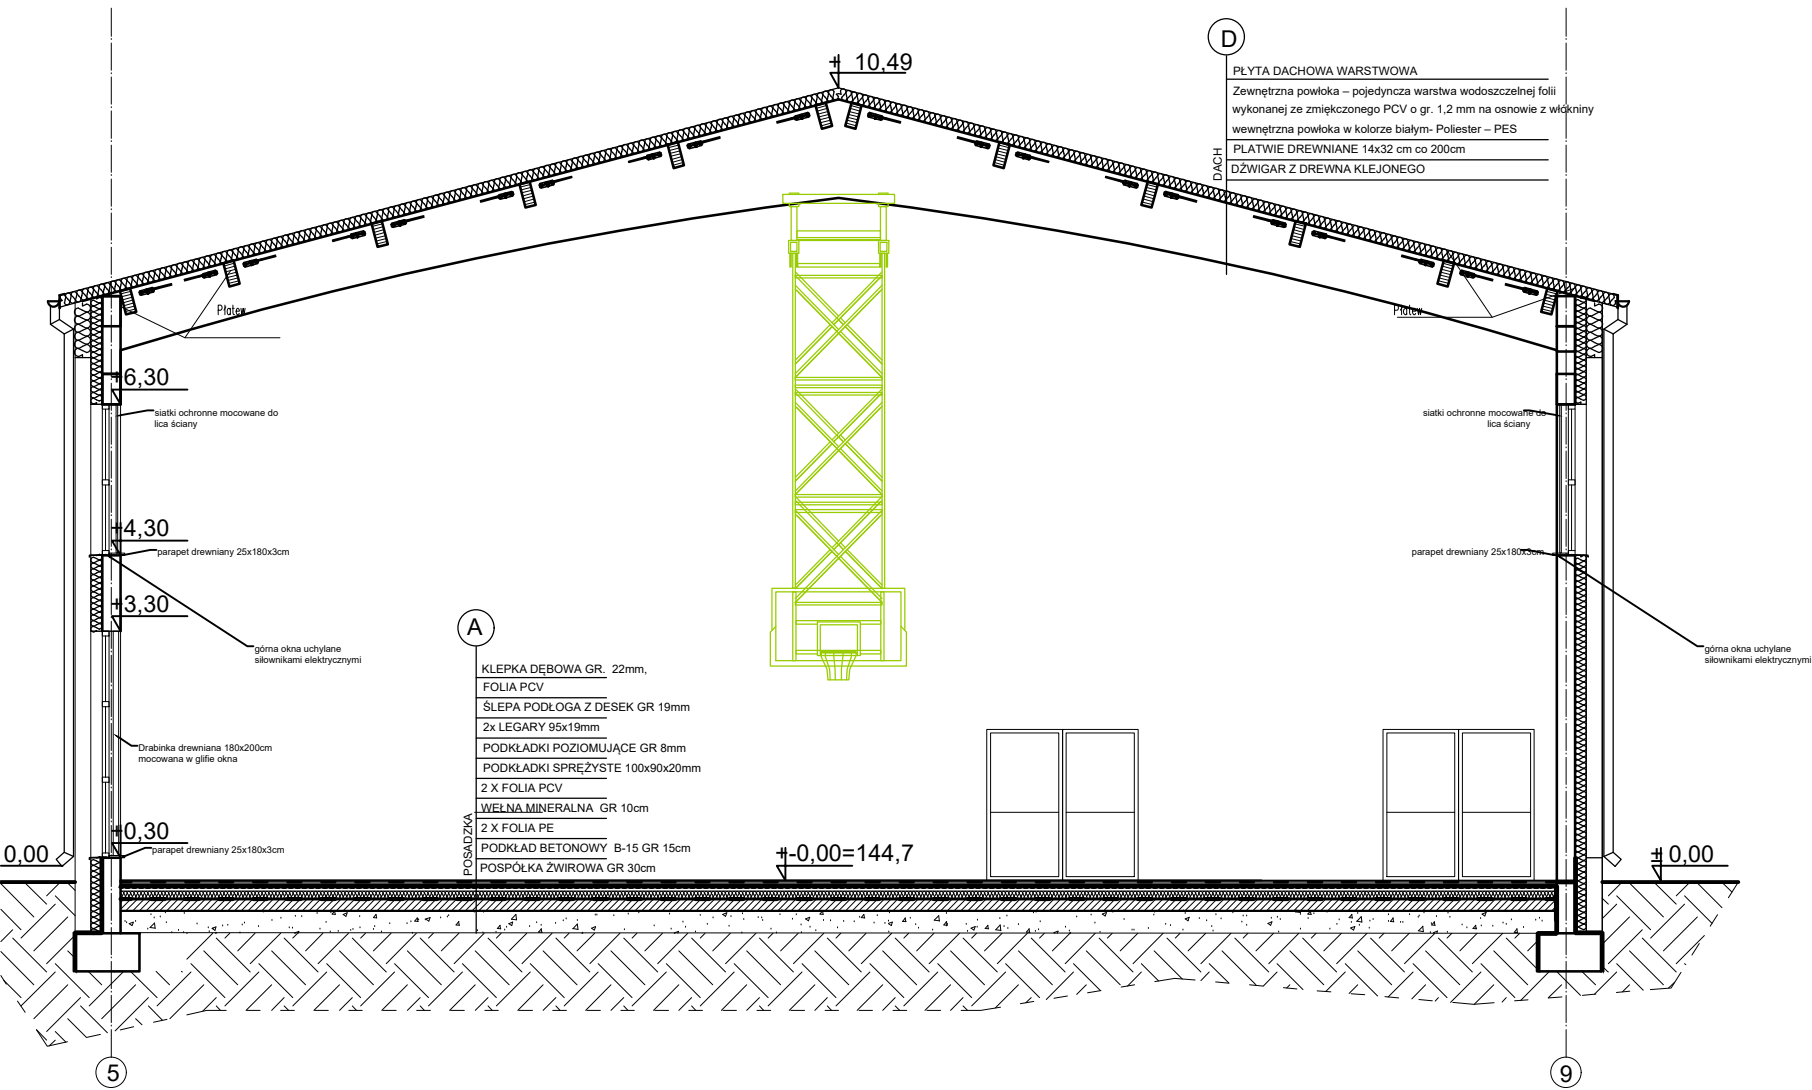 D
+ 10,49
PŁYTA DACHOWA WARSTWOWA
Zewnętrzna powłoka – pojedyncza warstwa wodoszczelnej folii
wykonanej ze zmiękczonego PCV o gr. 1,2 mm na osnowie z włókniny
wewnętrzna powłoka w kolorze białym- Poliester – PES
PŁATWIE DREWNIANE 14x32 cm co 200cm
DŹWIGAR Z DREWNA KLEJONEGO
DACH
Płatew
Płatew
+6,30
siatki ochronne mocowane do
lica ściany
siatki ochronne mocowane do
lica ściany
+4,30
parapet drewniany 25x180x3cm
parapet drewniany 25x180x3cm
+3,30
górna okna uchylane
siłownikami elektrycznymi
górna okna uchylane
siłownikami elektrycznymi
A
KLEPKA DĘBOWA GR. 22mm,
FOLIA PCV
ŚLEPA PODŁOGA Z DESEK GR 19mm
2x LEGARY 95x19mm
PODKŁADKI POZIOMUJĄCE GR 8mm
PODKŁADKI SPRĘŻYSTE 100x90x20mm
2 X FOLIA PCV
WEŁNA MINERALNA GR 10cm
2 X FOLIA PE
PODKŁAD BETONOWY B-15 GR 15cm
POSPÓŁKA ŻWIROWA GR 30cm
POSADZKA
Drabinka drewniana 180x200cm
mocowana w glifie okna
+0,30
parapet drewniany 25x180x3cm
0,00
+-0,00=144,7
± 0,00
5
9